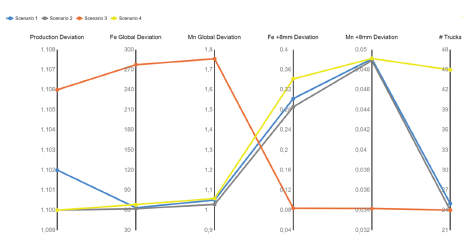 Scenario 1 Scenario 2 Scenario 3 Scenario 4
Production Deviation Fe Global Deviation Mn Global Deviation Fe +8mm Deviation Mn +8mm Deviation # Trucks
1,108 300 1,8 0,4 0,05 48
1,107 270 1,7 0,36 0,048 45
1,106 240 1,6 0,32 0,046 42
1,105 210 1,5 0,28 0,044 39
1,104 180 1,4 0,24 0,042 36
1,103 150 1,3 0,2 0,04 33
1,102 120 1,2 0,16 0,038 30
1,101 90 1,1 0,12 0,036 27
1,100 60 1 0,08 0,034 24
1,099 30 0,9 0,04 0,032 21